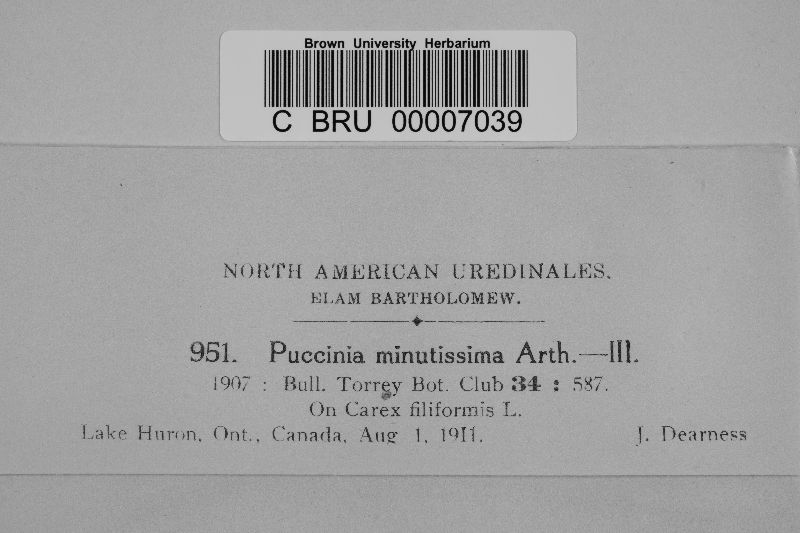 Brown University Herbarium
C BRU 00007039
NORTH AMERICAN UREDINALES.
ELAM BARTHOLOMEW.
951. Puccinia minutissima Arth.—III.
1907 : Bull. Torrey Bot. Club 34 : 587.
On Carex filiformis L.
Lake Huron, Ont., Canada, Aug 1, 1911. J. Dearness